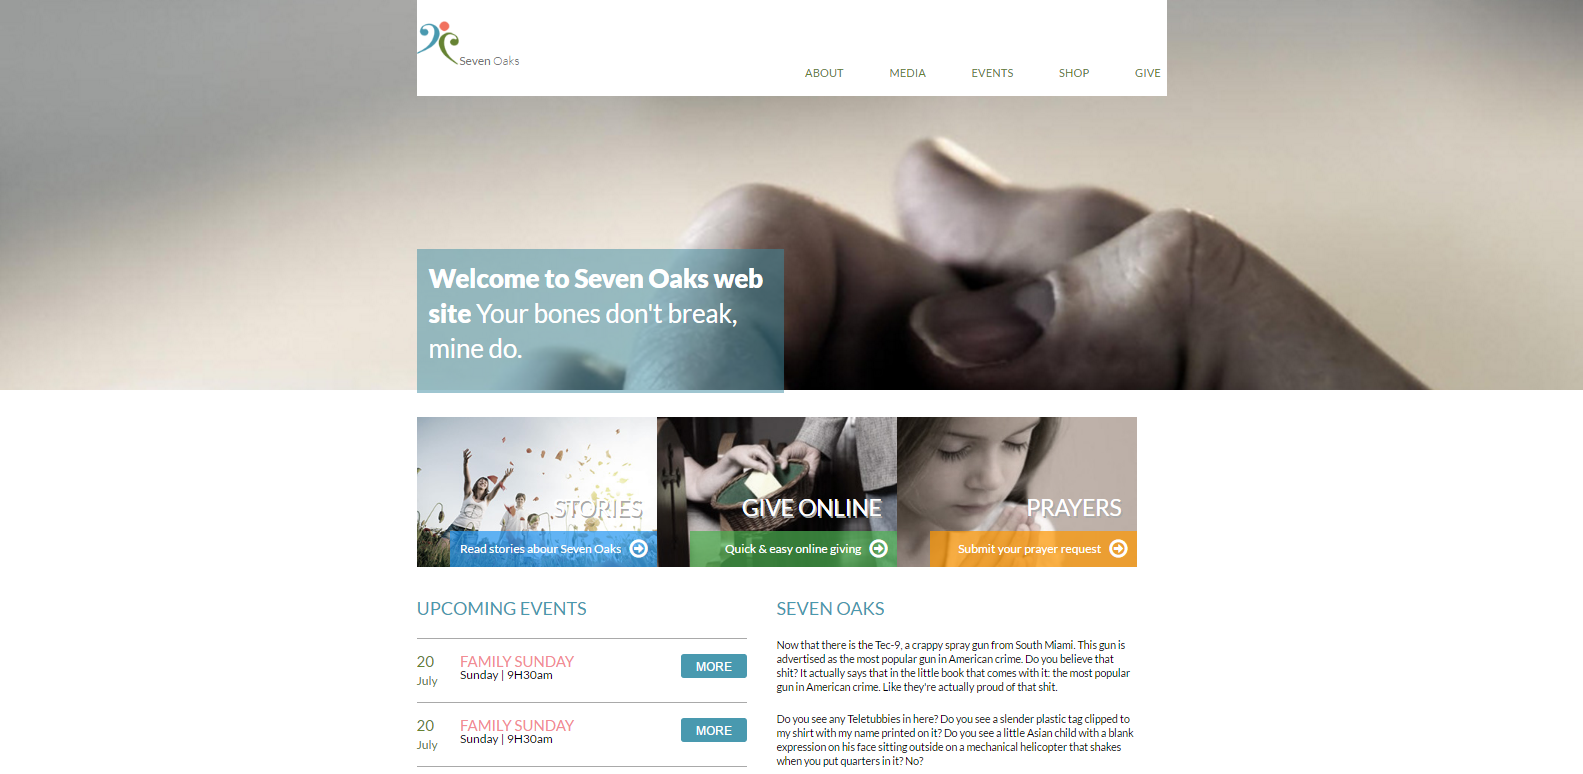 Seven Oaks
ABOUT
MEDIA
EVENTS
SHOP
GIVE
Welcome to Seven Oaks web
site Your bones don't break,
mine do.
STORIES
Read stories abour Seven Oaks
GIVE ONLINE
Quick & easy online giving
PRAYERS
Submit your prayer request
UPCOMING EVENTS
20
July
FAMILY SUNDAY
Sunday | 9H30am
MORE
20
July
FAMILY SUNDAY
Sunday | 9H30am
MORE
SEVEN OAKS
Now that there is the Tec-9, a crappy spray gun from South Miami. This gun is
advertised as the most popular gun in American crime. Do you believe that
shit? It actually says that in the little book that comes with it: the most popular
gun in American crime. Like they're actually proud of that shit.
Do you see any Teletubbies in here? Do you see a slender plastic tag clipped to
my shirt with my name printed on it? Do you see a little Asian child with a blank
expression on his face sitting outside on a mechanical helicopter that shakes
when you put quarters in it? No?